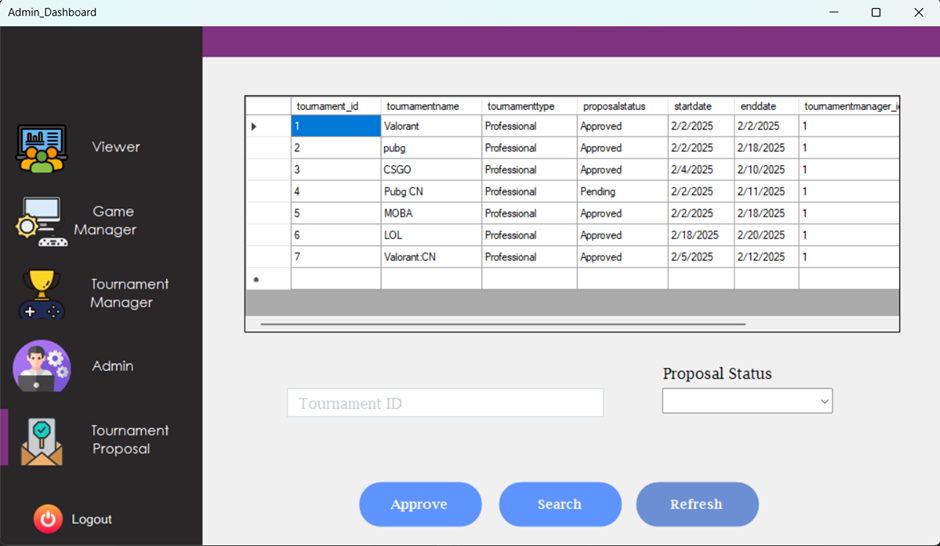 Admin_Dashboard
Viewer
Game
Manager
Tournament
Manager
Admin
Tournament
Proposal
Logout
tournament_id tournamentname tournamenttype proposalstatus startdate enddate tournamentmanager_i
1 Valorant Professional Approved 2/2/2025 2/2/2025 1
2 pubg Professional Approved 2/2/2025 2/18/2025 1
3 CSGO Professional Approved 2/4/2025 2/10/2025 1
4 Pubg CN Professional Pending 2/2/2025 2/11/2025 1
5 MOBA Professional Approved 2/2/2025 2/18/2025 1
6 LOL Professional Approved 2/18/2025 2/20/2025 1
7 Valorant:CN Professional Approved 2/5/2025 2/12/2025 1
Proposal Status
Tournament ID
Approve Search Refresh